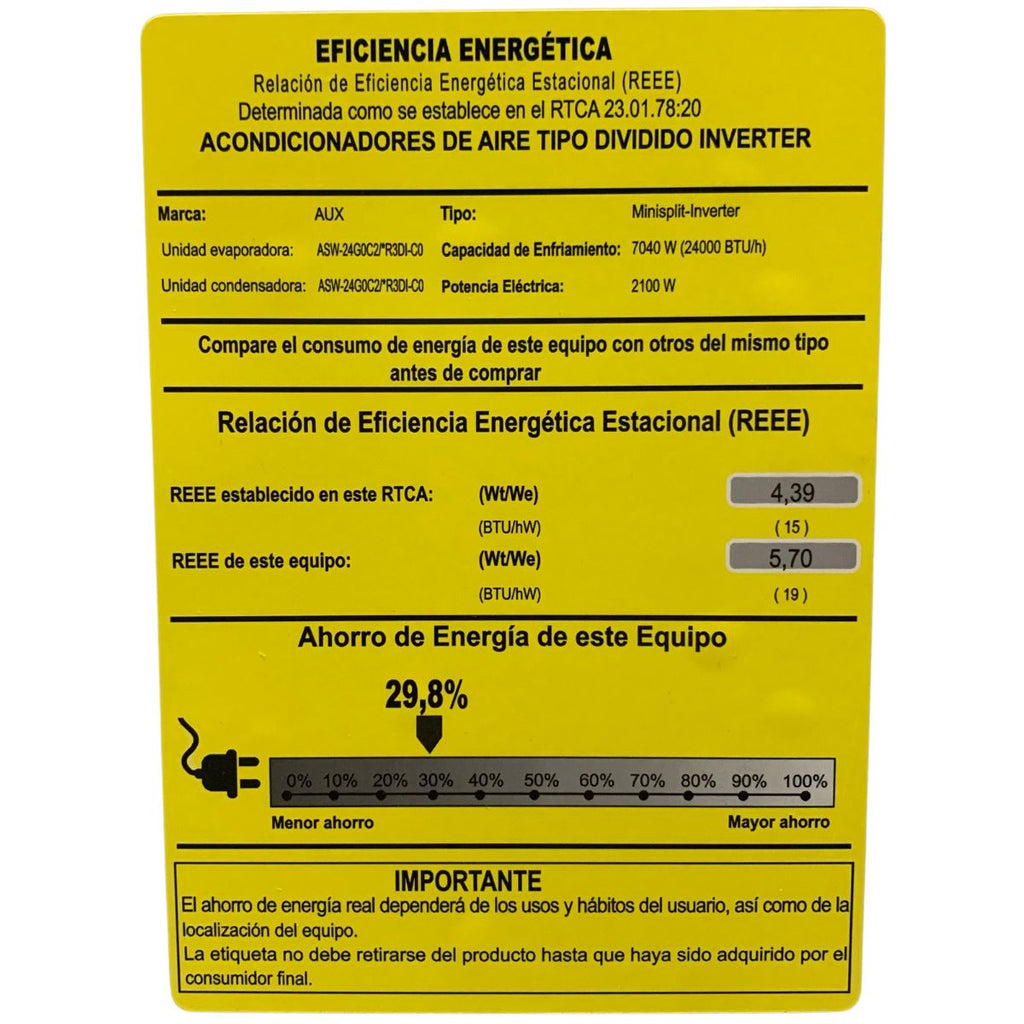 EFICIENCIA ENERGÉTICA
Relación de Eficiencia Energética Estacional (REEE)
Determinada como se establece en el RTCA 23.01.78:20
ACONDICIONADORES DE AIRE TIPO DIVIDIDO INVERTER
Marca: AUX Tipo: Minisplit-Inverter
Unidad evaporadora: ASW-24G0C2/*R3DI-C0 Capacidad de Enfriamiento: 7040 W (24000 BTU/h)
Unidad condensadora: ASW-24G0C2/*R3DI-C0 Potencia Eléctrica: 2100 W
Compare el consumo de energía de este equipo con otros del mismo tipo
antes de comprar
Relación de Eficiencia Energética Estacional (REEE)
REEE establecido en este RTCA: (Wt/We) 4,39
(BTU/hW) ( 15 )
REEE de este equipo: (Wt/We) 5,70
(BTU/hW) ( 19 )
Ahorro de Energía de este Equipo
29,8%
0% 10% 20% 30% 40% 50% 60% 70% 80% 90% 100%
Menor ahorro Mayor ahorro
IMPORTANTE
El ahorro de energía real dependerá de los usos y hábitos del usuario, así como de la
localización del equipo.
La etiqueta no debe retirarse del producto hasta que haya sido adquirido por el
consumidor final.